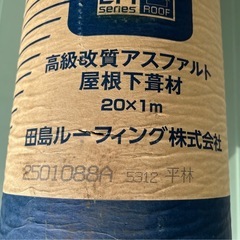 series ROOF
高級改質アスファルト
屋根下葺材
20×1m
田島ルーフィング株式会社
2501088A 5312 平林